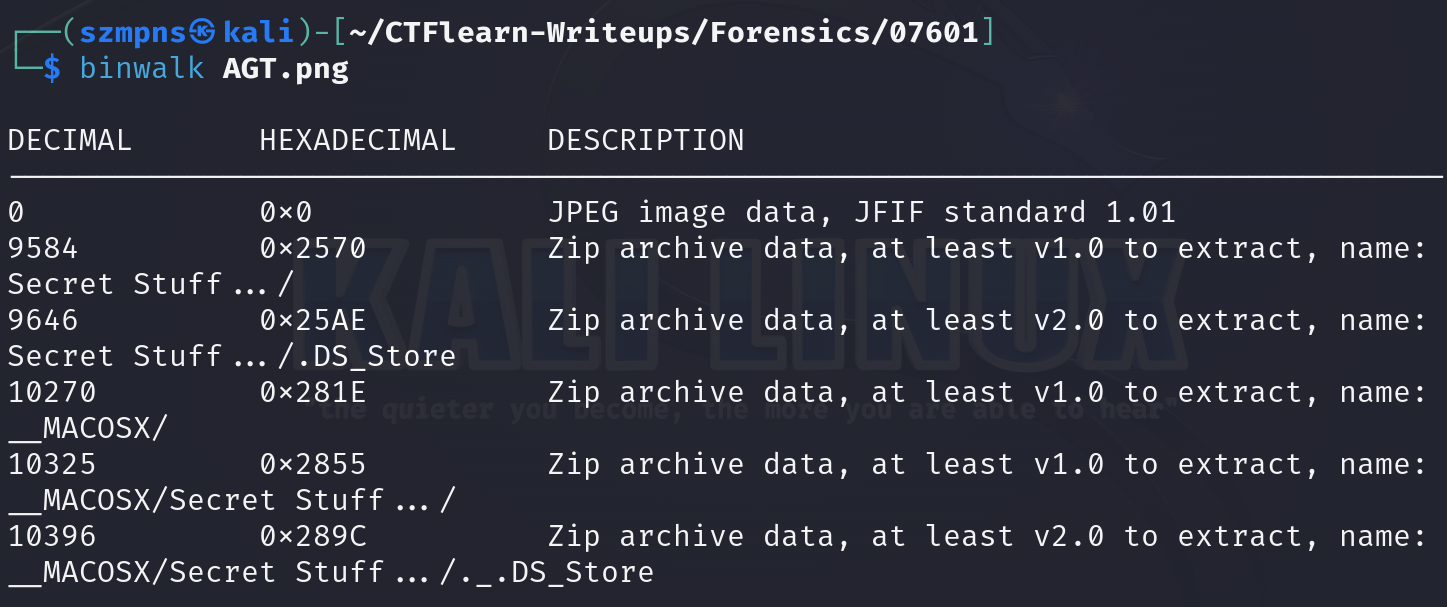 ┌──(szmpns㉿kali)-[~/CTFlearn-Writeups/Forensics/07601]
└─$ binwalk AGT.png
DECIMAL       HEXADECIMAL     DESCRIPTION
--------------------------------------------------------------------------------
0             0x0             JPEG image data, JFIF standard 1.01
9584          0x2570          Zip archive data, at least v1.0 to extract, name:
Secret Stuff.../
9646          0x25AE          Zip archive data, at least v2.0 to extract, name:
Secret Stuff.../.DS_Store
10270         0x281E          Zip archive data, at least v1.0 to extract, name:
__MACOSX/
10325         0x2855          Zip archive data, at least v1.0 to extract, name:
__MACOSX/Secret Stuff.../
10396         0x289C          Zip archive data, at least v2.0 to extract, name:
__MACOSX/Secret Stuff.../._.DS_Store
KALI LINUX
the quieter you become, the more you are able to hear"